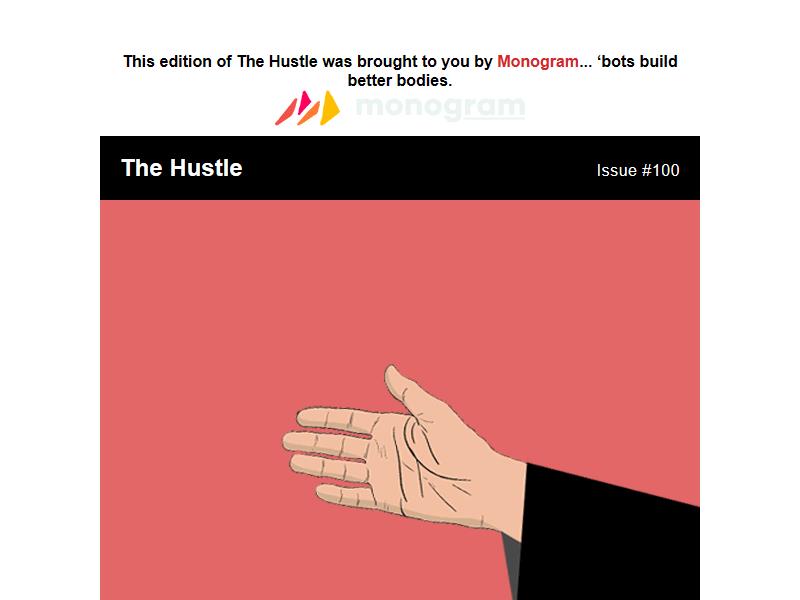 This edition of The Hustle was brought to you by Monogram... ‘bots build
better bodies.
monogram
The Hustle
Issue #100